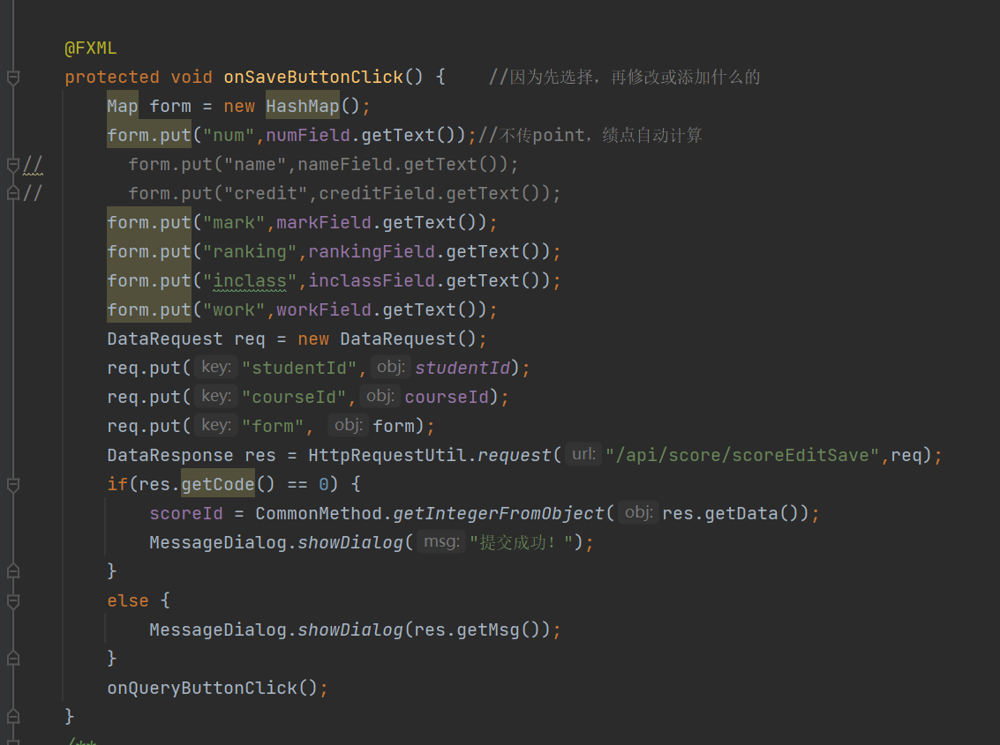 @FXML
protected void onSaveButtonClick() {    //因为先选择，再修改或添加什么的
Map form = new HashMap();
form.put("num",numField.getText());//不传point，绩点自动计算
//        form.put("name",nameField.getText());
//        form.put("credit",creditField.getText());
form.put("mark",markField.getText());
form.put("ranking",rankingField.getText());
form.put("inclass",inclassField.getText());
form.put("work",workField.getText());
DataRequest req = new DataRequest();
req.put( key: "studentId", obj: studentId);
req.put( key: "courseId", obj: courseId);
req.put( key: "form", obj: form);
DataResponse res = HttpRequestUtil.request( url: "/api/score/scoreEditSave",req);
if(res.getCode() == 0) {
scoreId = CommonMethod.getIntegerFromObject( obj: res.getData());
MessageDialog.showDialog( msg: "提交成功！");
}
else {
MessageDialog.showDialog(res.getMsg());
}
onQueryButtonClick();
}
/**